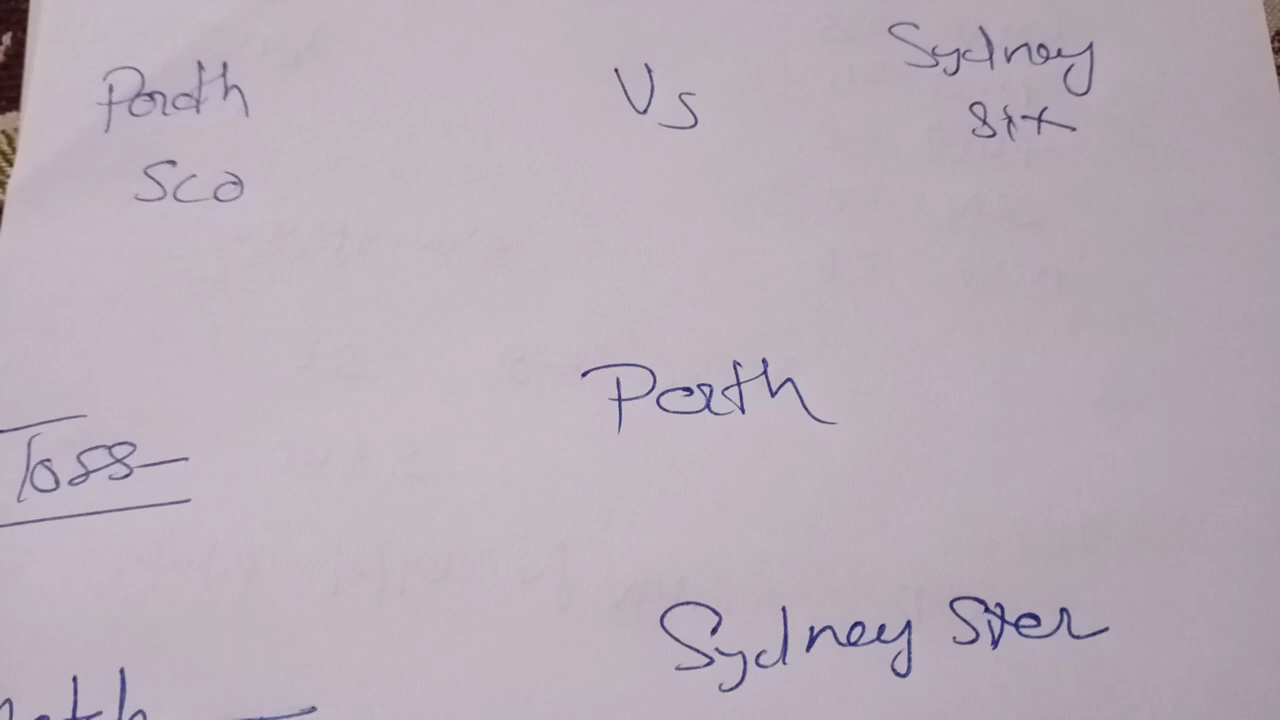 Perth Vs Sydney
Sco Six
Perth
Toss
Sydney Sixer